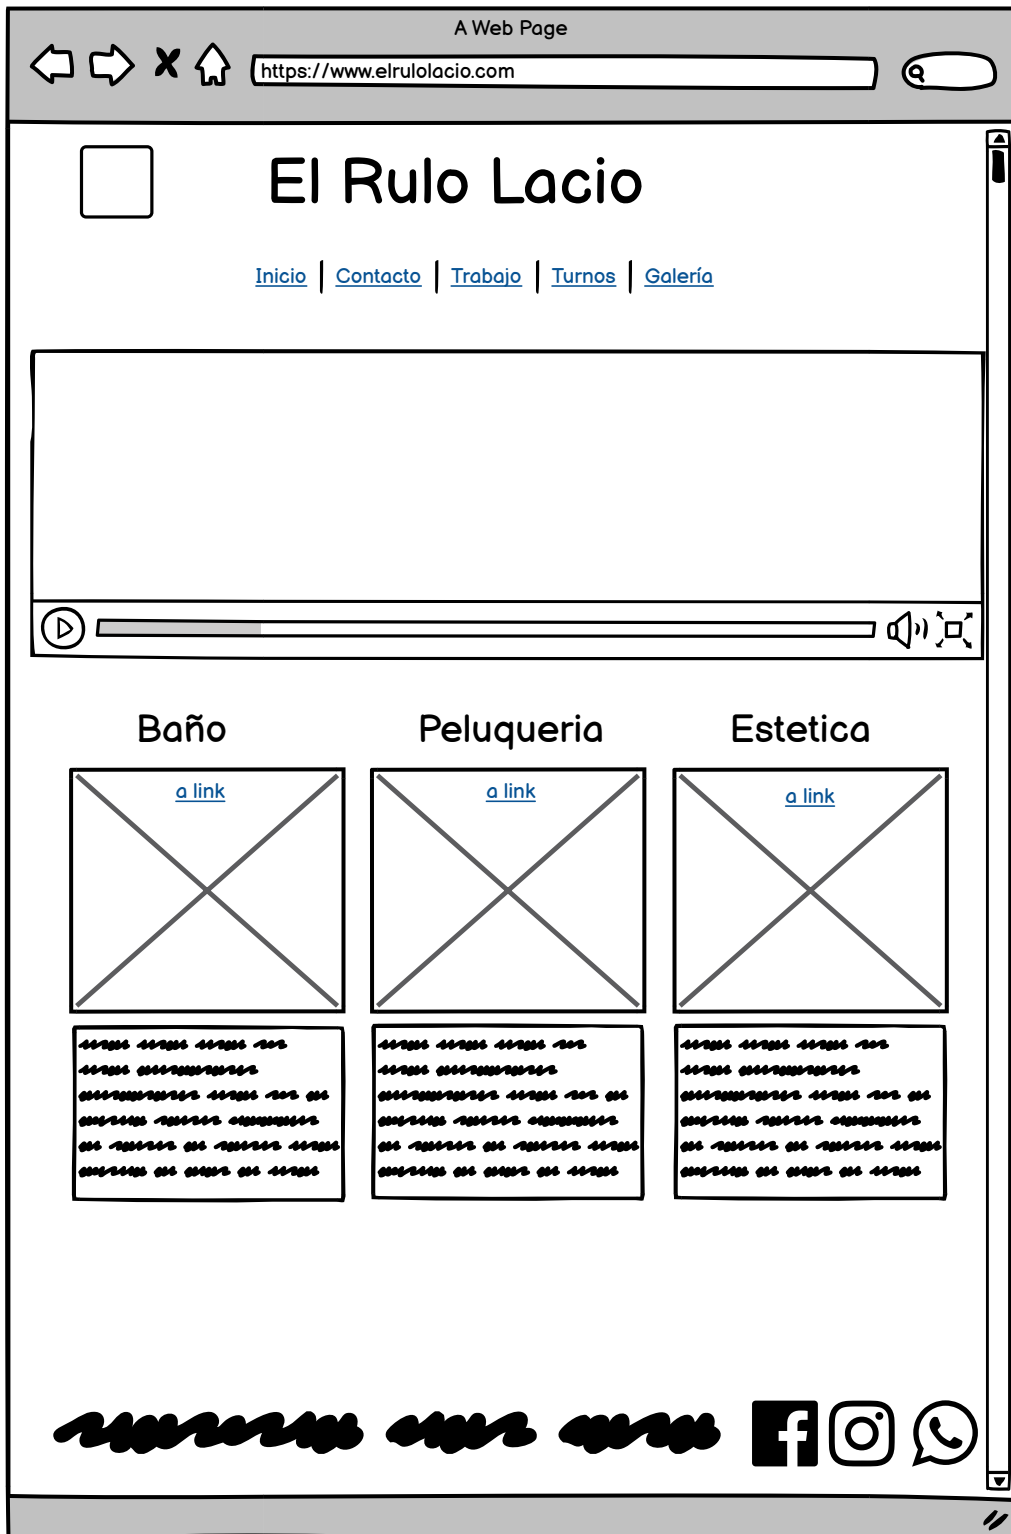 A Web Page
https://www.elrulolacio.com
El Rulo Lacio
Inicio | Contacto | Trabajo | Turnos | Galería
Baño Peluqueria Estetica
a link a link a link